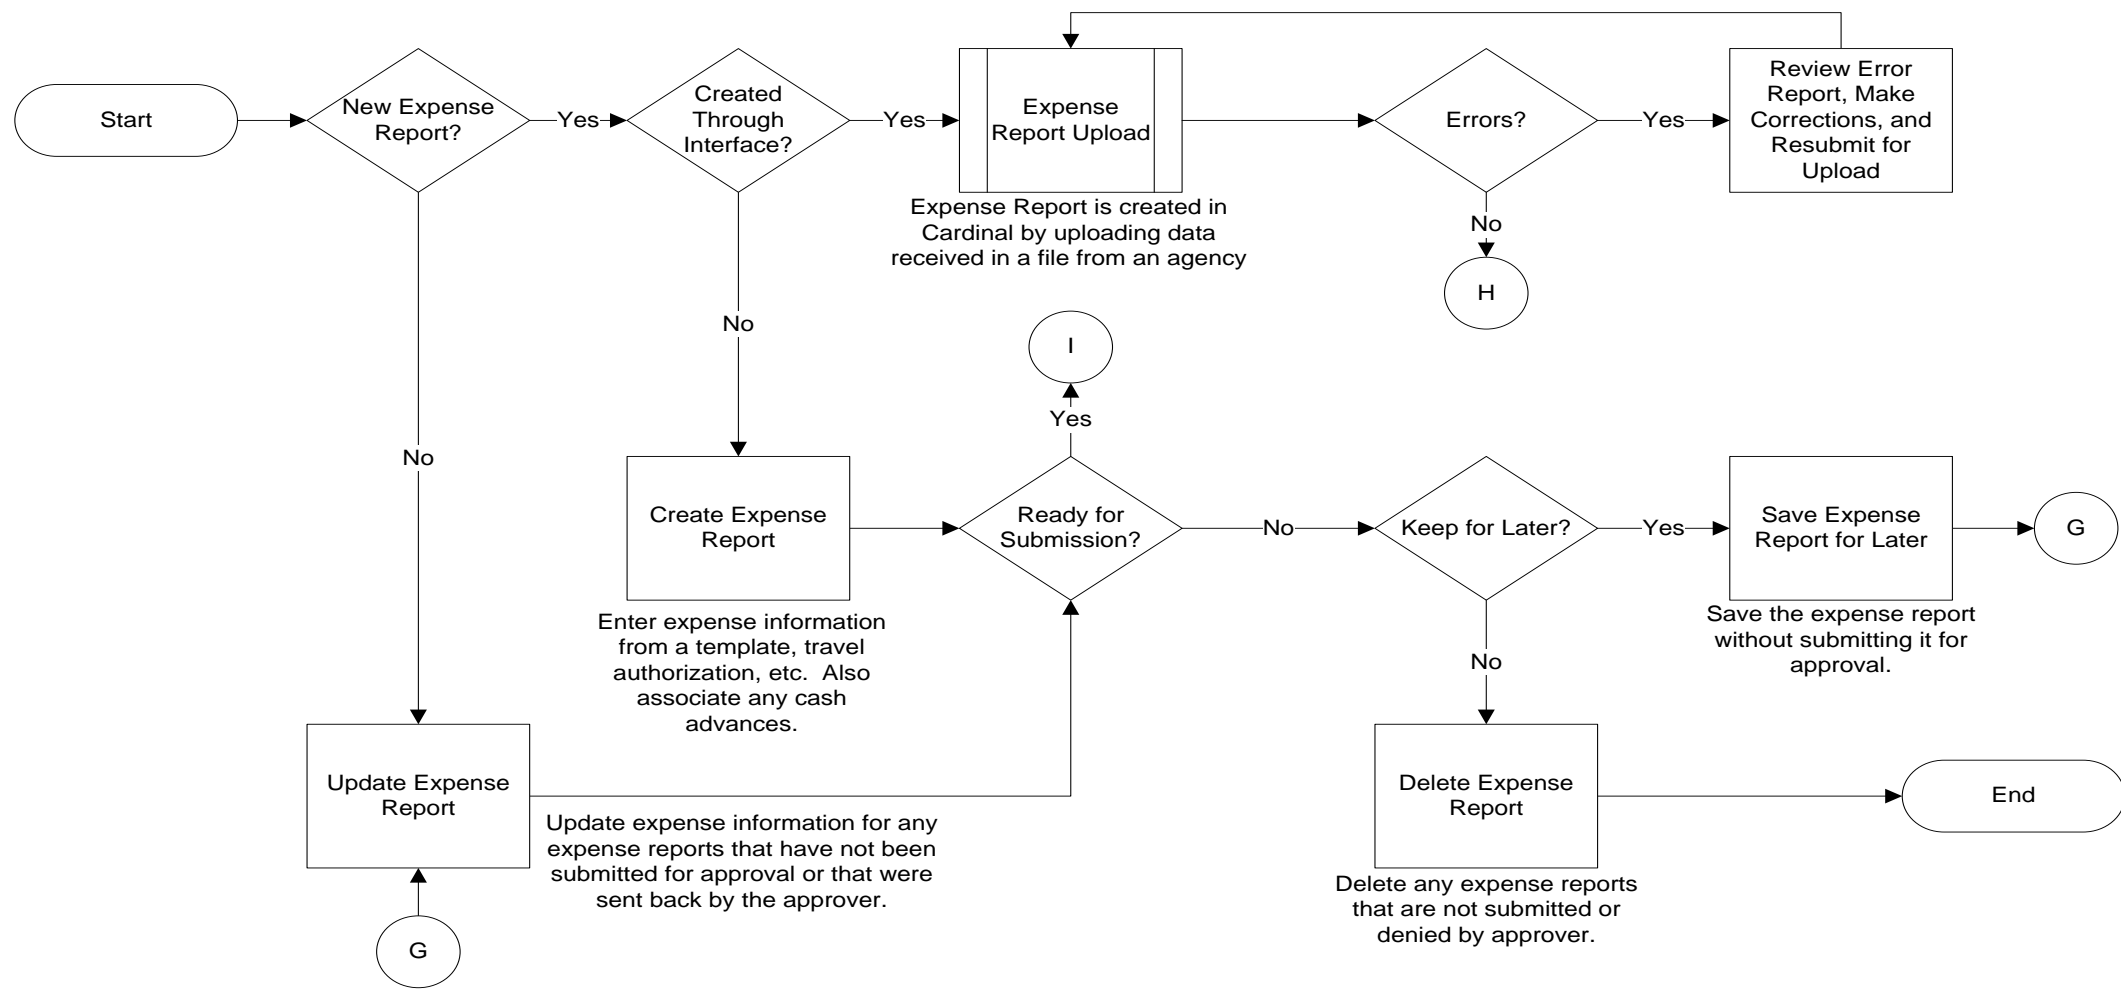 Start
New Expense
Report?
Yes
Created
Through
Interface?
Yes
Expense
Report Upload
Expense Report is created in
Cardinal by uploading data
received in a file from an agency
Errors?
Yes
Review Error
Report, Make
Corrections, and
Resubmit for
Upload
No
H
No
No
I
Yes
Create Expense
Report
Enter expense information
from a template, travel
authorization, etc.  Also
associate any cash
advances.
Ready for
Submission?
No
Keep for Later?
Yes
Save Expense
Report for Later
Save the expense report
without submitting it for
approval.
G
No
Update Expense
Report
Update expense information for any
expense reports that have not been
submitted for approval or that were
sent back by the approver.
G
Delete Expense
Report
Delete any expense reports
that are not submitted or
denied by approver.
End